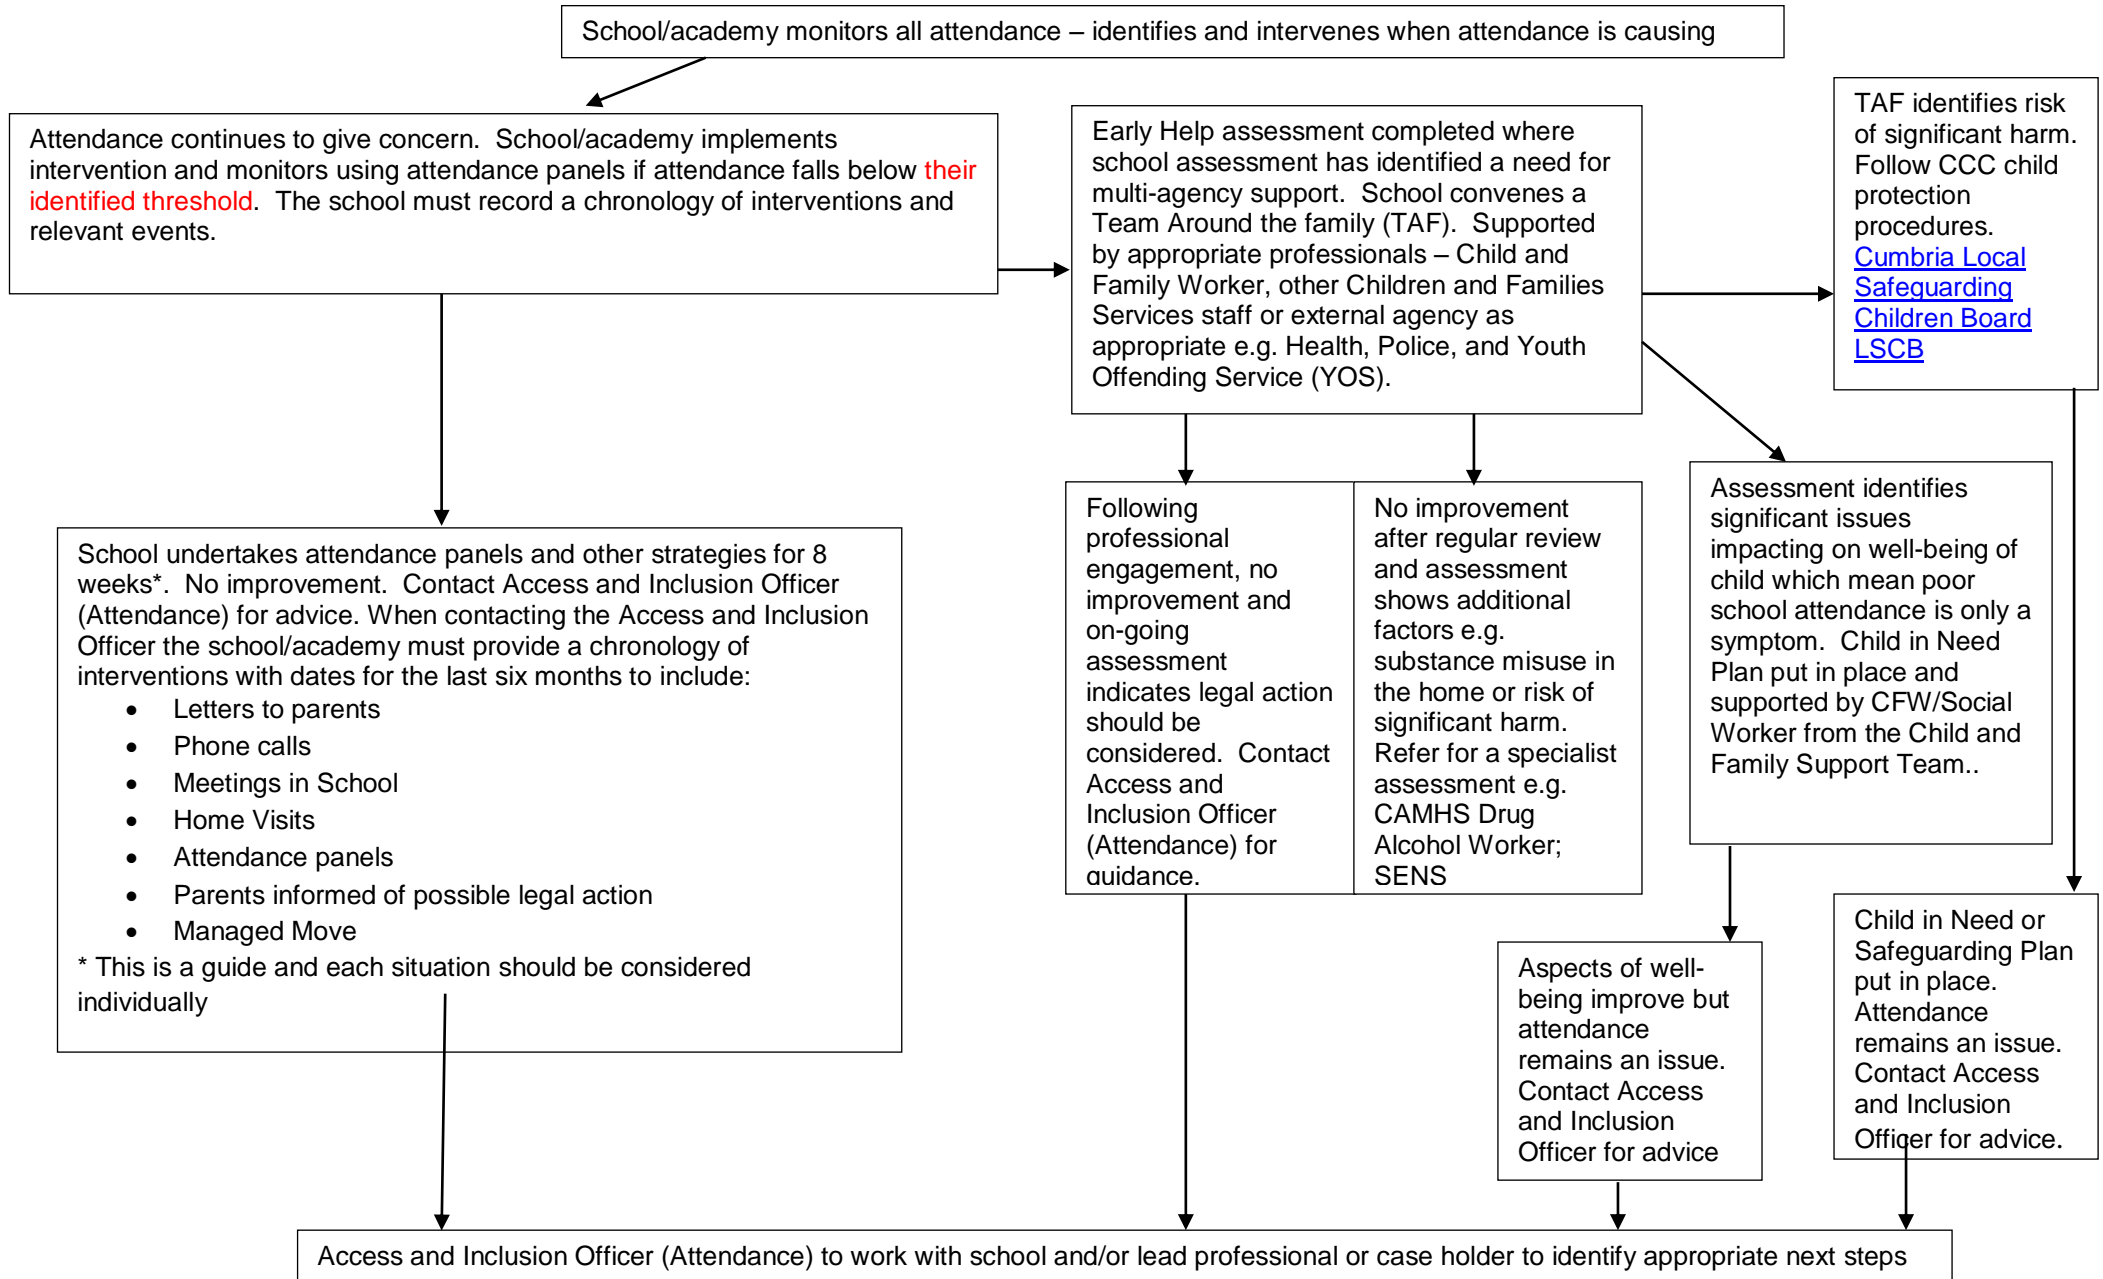 School/academy monitors all attendance – identifies and intervenes when attendance is causing
Attendance continues to give concern.  School/academy implements
intervention and monitors using attendance panels if attendance falls below their
identified threshold.  The school must record a chronology of interventions and
relevant events.
Early Help assessment completed where
school assessment has identified a need for
multi-agency support.  School convenes a
Team Around the family (TAF).  Supported
by appropriate professionals – Child and
Family Worker, other Children and Families
Services staff or external agency as
appropriate e.g. Health, Police, and Youth
Offending Service (YOS).
TAF identifies risk
of significant harm.
Follow CCC child
protection
procedures.
Cumbria Local
Safeguarding
Children Board
LSCB
School undertakes attendance panels and other strategies for 8
weeks*.  No improvement.  Contact Access and Inclusion Officer
(Attendance) for advice. When contacting the Access and Inclusion
Officer the school/academy must provide a chronology of
interventions with dates for the last six months to include:
• Letters to parents
• Phone calls
• Meetings in School
• Home Visits
• Attendance panels
• Parents informed of possible legal action
• Managed Move
* This is a guide and each situation should be considered
individually
Following
professional
engagement, no
improvement and
on-going
assessment
indicates legal action
should be
considered.  Contact
Access and
Inclusion Officer
(Attendance) for
guidance.
No improvement
after regular review
and assessment
shows additional
factors e.g.
substance misuse in
the home or risk of
significant harm.
Refer for a specialist
assessment e.g.
CAMHS Drug
Alcohol Worker;
SENS
Assessment identifies
significant issues
impacting on well-being of
child which mean poor
school attendance is only a
symptom.  Child in Need
Plan put in place and
supported by CFW/Social
Worker from the Child and
Family Support Team..
Aspects of well-
being improve but
attendance
remains an issue.
Contact Access
and Inclusion
Officer for advice
Child in Need or
Safeguarding Plan
put in place.
Attendance
remains an issue.
Contact Access
and Inclusion
Officer for advice.
Access and Inclusion Officer (Attendance) to work with school and/or lead professional or case holder to identify appropriate next steps